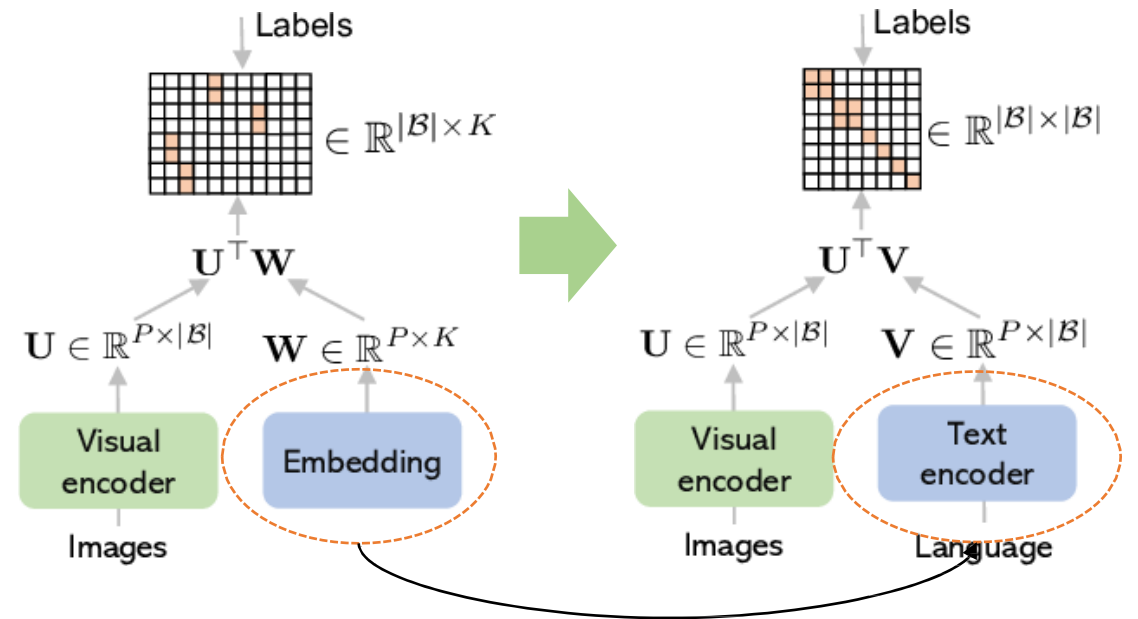 Labels
∈ ℝ^{|ℬ|×K}
U^⊤W
U ∈ ℝ^{P×|ℬ|}
W ∈ ℝ^{P×K}
Visual
encoder
Embedding
Images
Labels
∈ ℝ^{|ℬ|×|ℬ|}
U^⊤V
U ∈ ℝ^{P×|ℬ|}
V ∈ ℝ^{P×|ℬ|}
Visual
encoder
Text
encoder
Images
Language